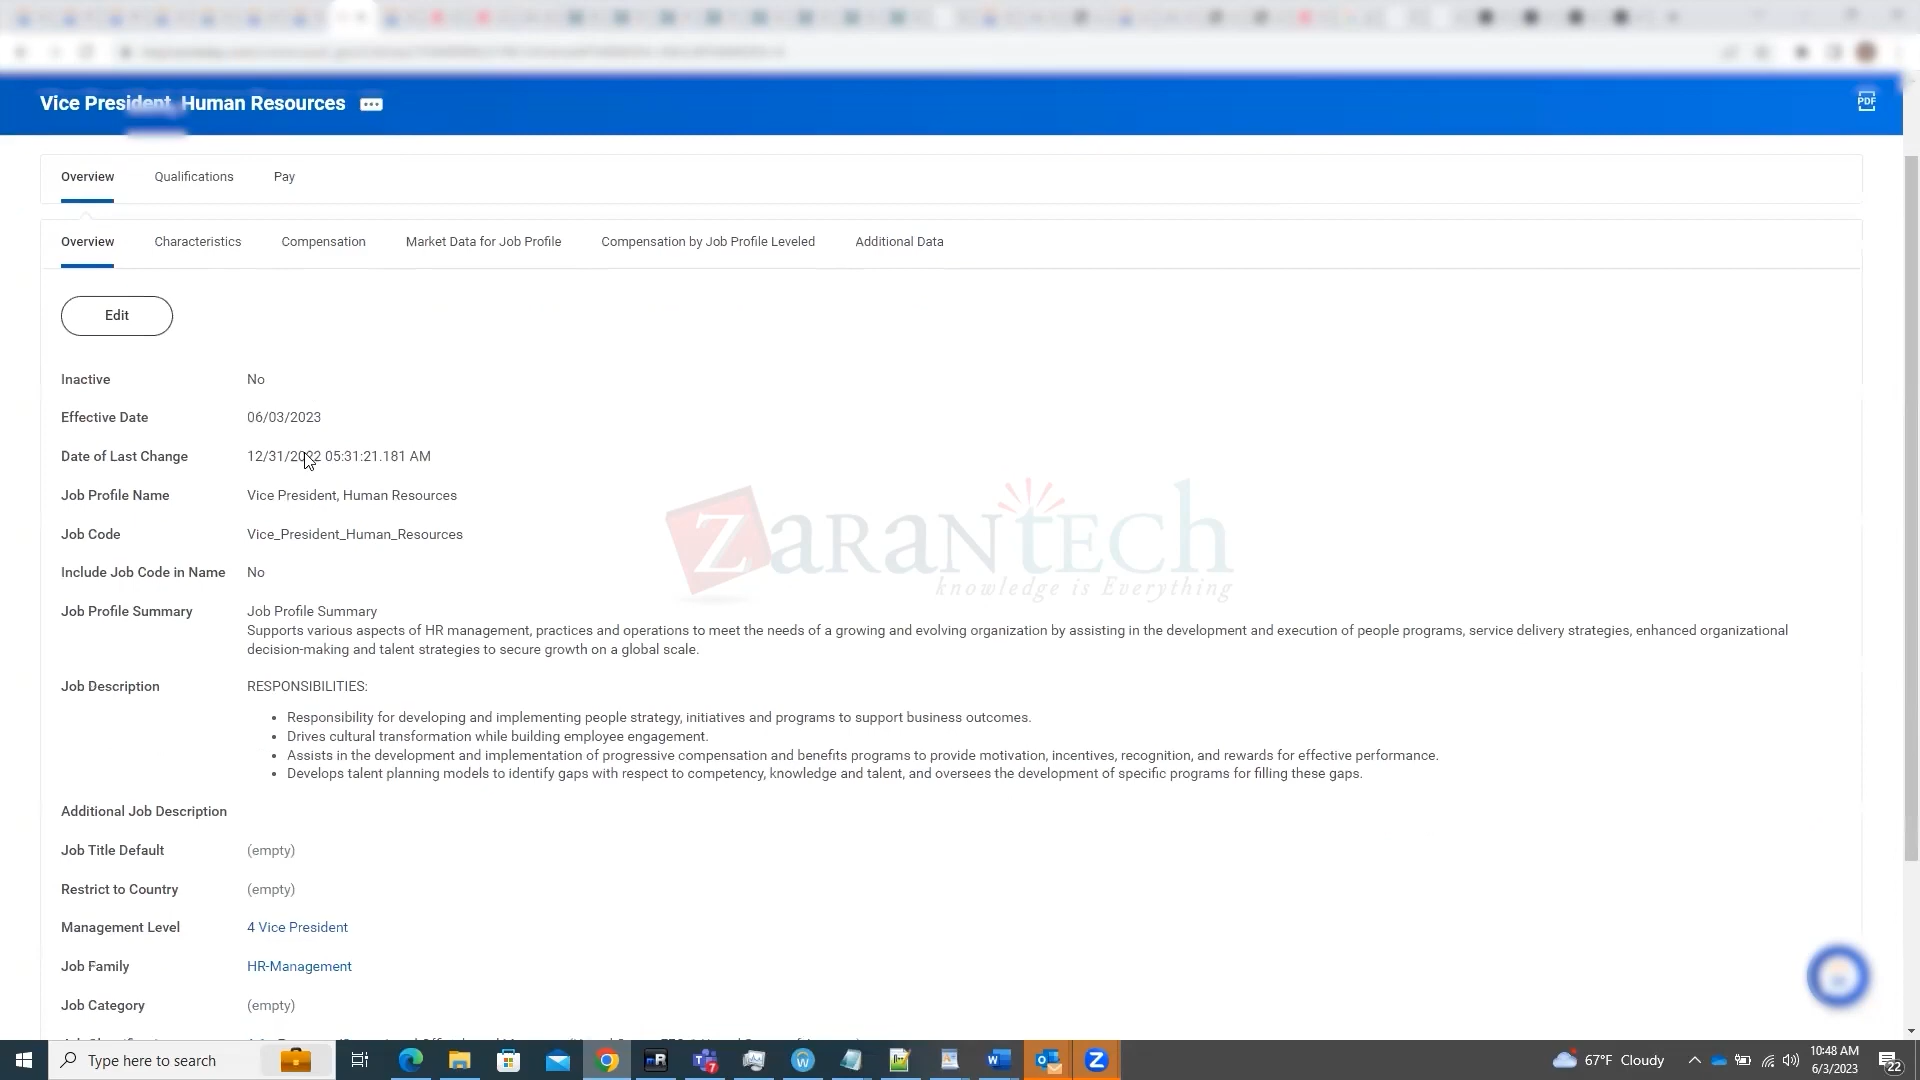 Vice President, Human Resources
PDF
Overview Qualifications Pay
Overview Characteristics Compensation Market Data for Job Profile Compensation by Job Profile Leveled Additional Data
Edit
Inactive No
Effective Date 06/03/2023
Date of Last Change 12/31/2022 05:31:21.181 AM
Job Profile Name Vice President, Human Resources
Job Code Vice_President_Human_Resources
Include Job Code in Name No
Job Profile Summary Job Profile Summary
Supports various aspects of HR management, practices and operations to meet the needs of a growing and evolving organization by assisting in the development and execution of people programs, service delivery strategies, enhanced organizational
decision-making and talent strategies to secure growth on a global scale.
Job Description RESPONSIBILITIES:
• Responsibility for developing and implementing people strategy, initiatives and programs to support business outcomes.
• Drives cultural transformation while building employee engagement.
• Assists in the development and implementation of progressive compensation and benefits programs to provide motivation, incentives, recognition, and rewards for effective performance.
• Develops talent planning models to identify gaps with respect to competency, knowledge and talent, and oversees the development of specific programs for filling these gaps.
ZaranTech
knowledge is Everything
Additional Job Description
Job Title Default (empty)
Restrict to Country (empty)
Management Level 4 Vice President
Job Family HR-Management
Job Category (empty)
Type here to search
67°F Cloudy
10:48 AM
6/3/2023
22